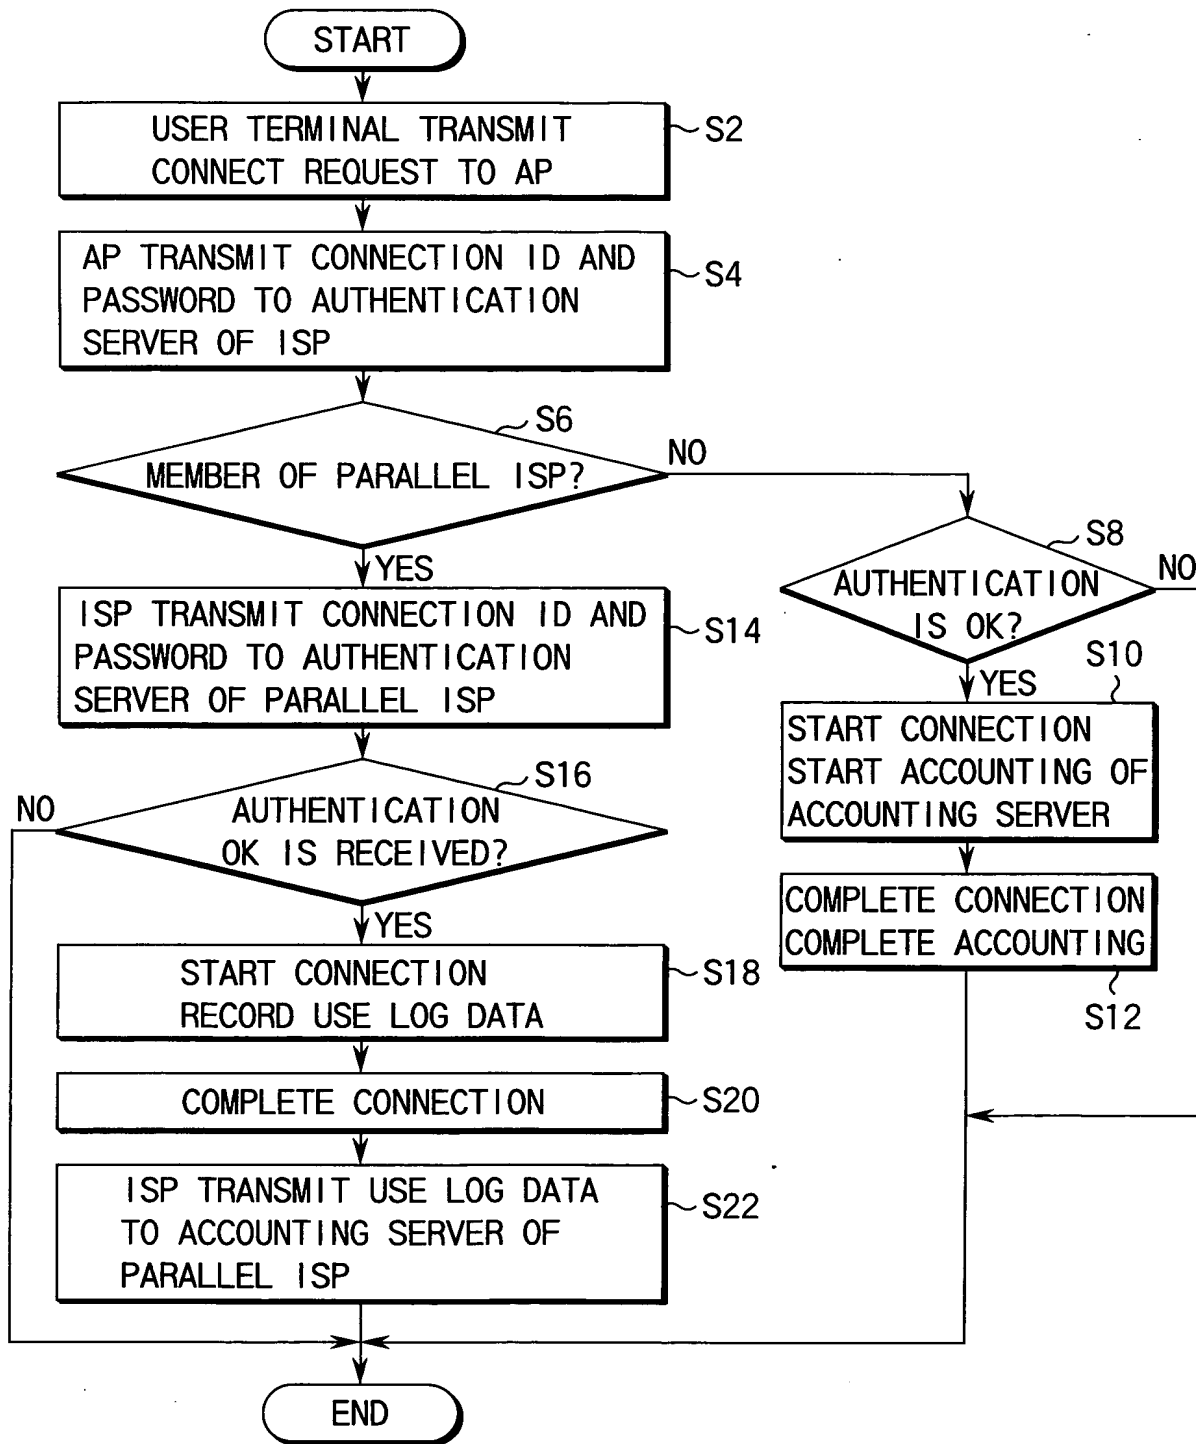 START
USER TERMINAL TRANSMIT
CONNECT REQUEST TO AP
S2
AP TRANSMIT CONNECTION ID AND
PASSWORD TO AUTHENTICATION
SERVER OF ISP
S4
S6
MEMBER OF PARALLEL ISP?
NO
YES
S8
AUTHENTICATION
IS OK?
NO
YES
S10
START CONNECTION
START ACCOUNTING OF
ACCOUNTING SERVER
COMPLETE CONNECTION
COMPLETE ACCOUNTING
S12
ISP TRANSMIT CONNECTION ID AND
PASSWORD TO AUTHENTICATION
SERVER OF PARALLEL ISP
S14
S16
NO
AUTHENTICATION
OK IS RECEIVED?
YES
START CONNECTION
RECORD USE LOG DATA
S18
COMPLETE CONNECTION
S20
ISP TRANSMIT USE LOG DATA
TO ACCOUNTING SERVER OF
PARALLEL ISP
S22
END